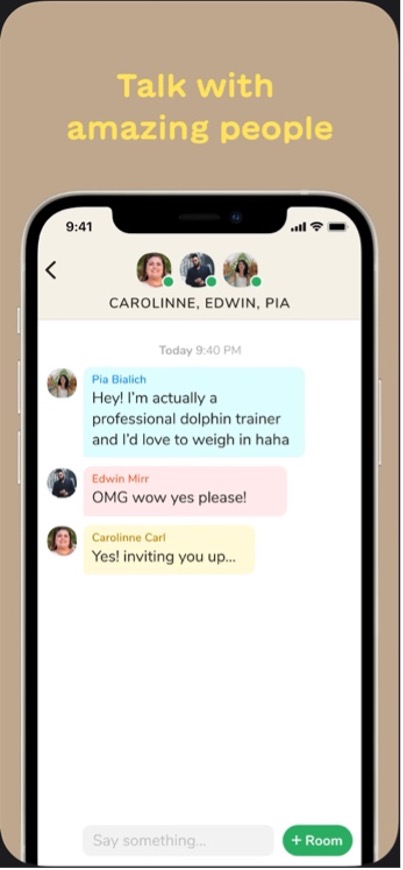 Talk with
amazing people
9:41
CAROLINNE, EDWIN, PIA
Today 9:40 PM
Pia Bialich
Hey! I'm actually a
professional dolphin trainer
and I'd love to weigh in haha
Edwin Mirr
OMG wow yes please!
Carolinne Carl
Yes! inviting you up...
Say something...
+ Room